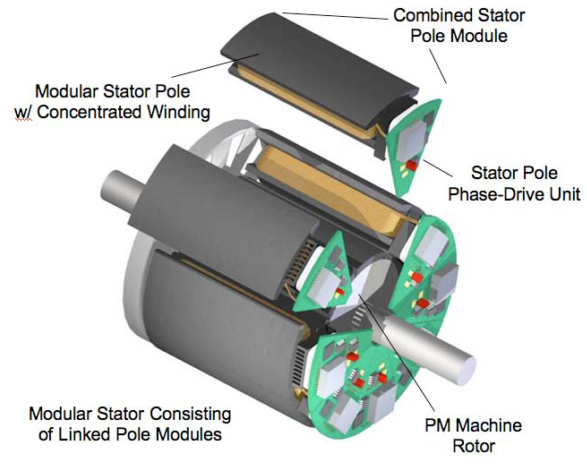 Combined Stator
Pole Module
Modular Stator Pole
w/ Concentrated Winding
Stator Pole
Phase-Drive Unit
Modular Stator Consisting
of Linked Pole Modules
PM Machine
Rotor